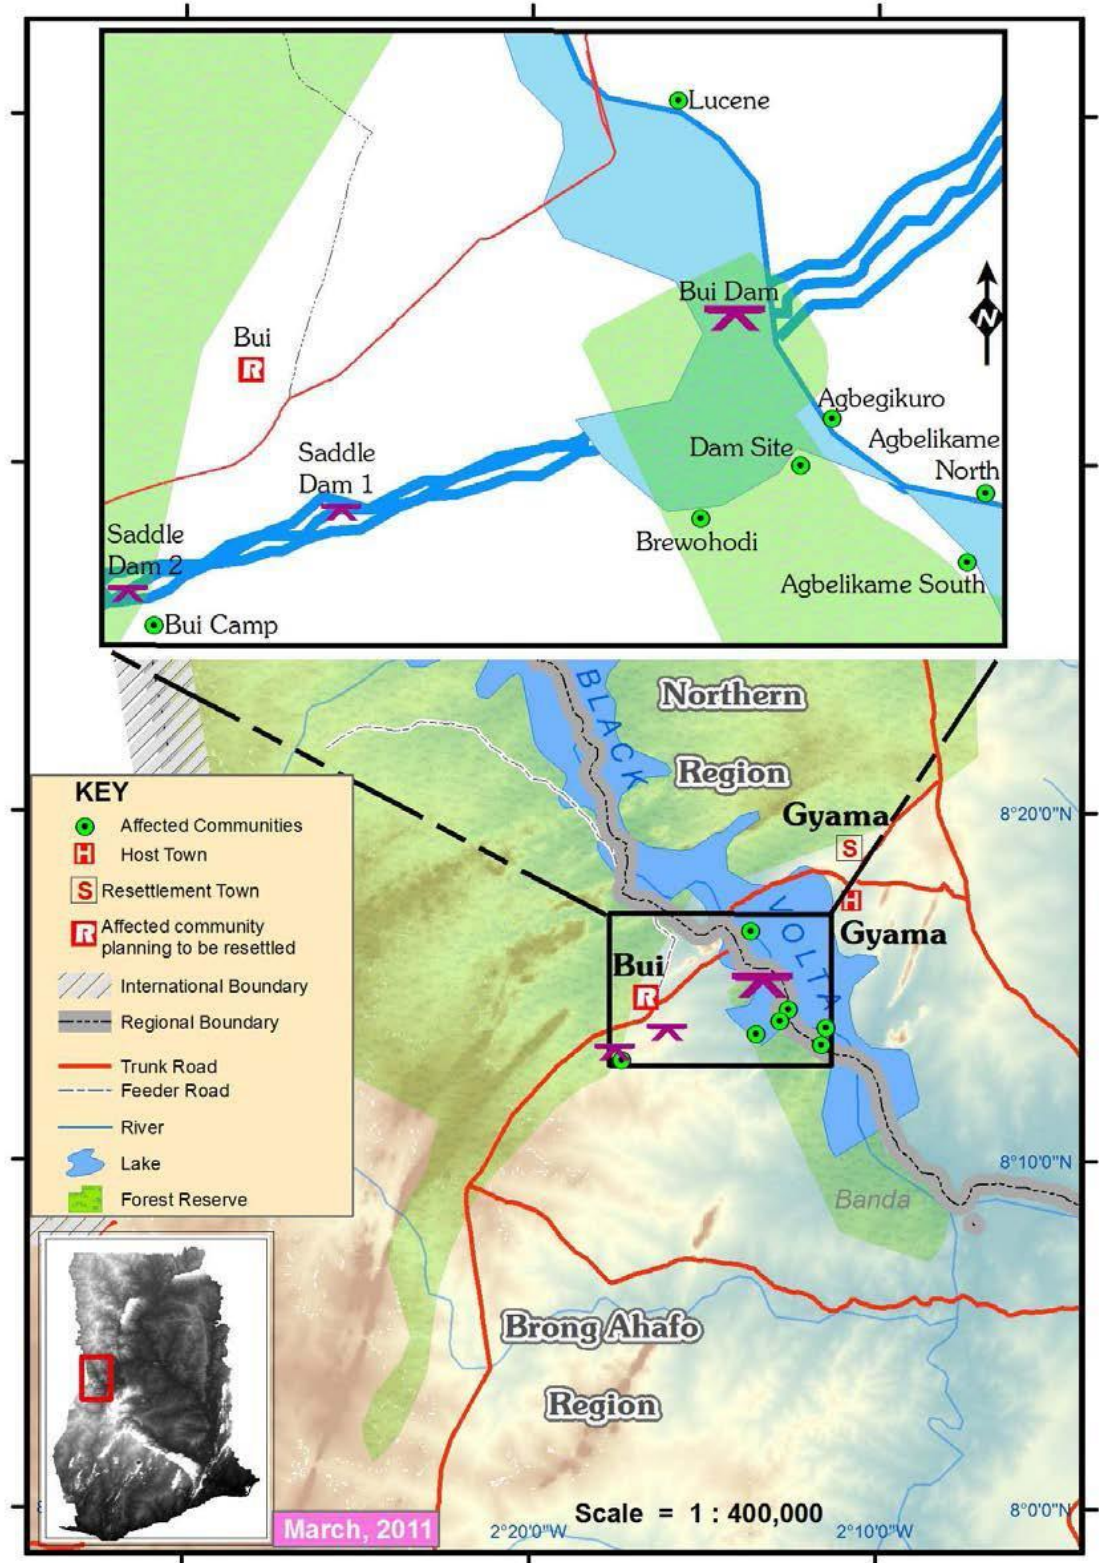 Lucene
Bui Dam
N
Bui
R
Agbegikuro
Dam Site
Agbelikame
North
Saddle
Dam 1
Saddle
Dam 2
Brewohodi
Agbelikame South
Bui Camp
BLACK
Northern
Region
KEY
Affected Communities
H
Host Town
S
Resettlement Town
R
Affected community
planning to be resettled
International Boundary
Regional Boundary
Trunk Road
Feeder Road
River
Lake
Forest Reserve
Gyama
S
8°20'0"N
H
Gyama
VOLTA
Bui
R
8°10'0"N
Banda
Brong Ahafo
Region
March, 2011
Scale = 1 : 400,000
8°0'0"N
2°20'0"W
2°10'0"W